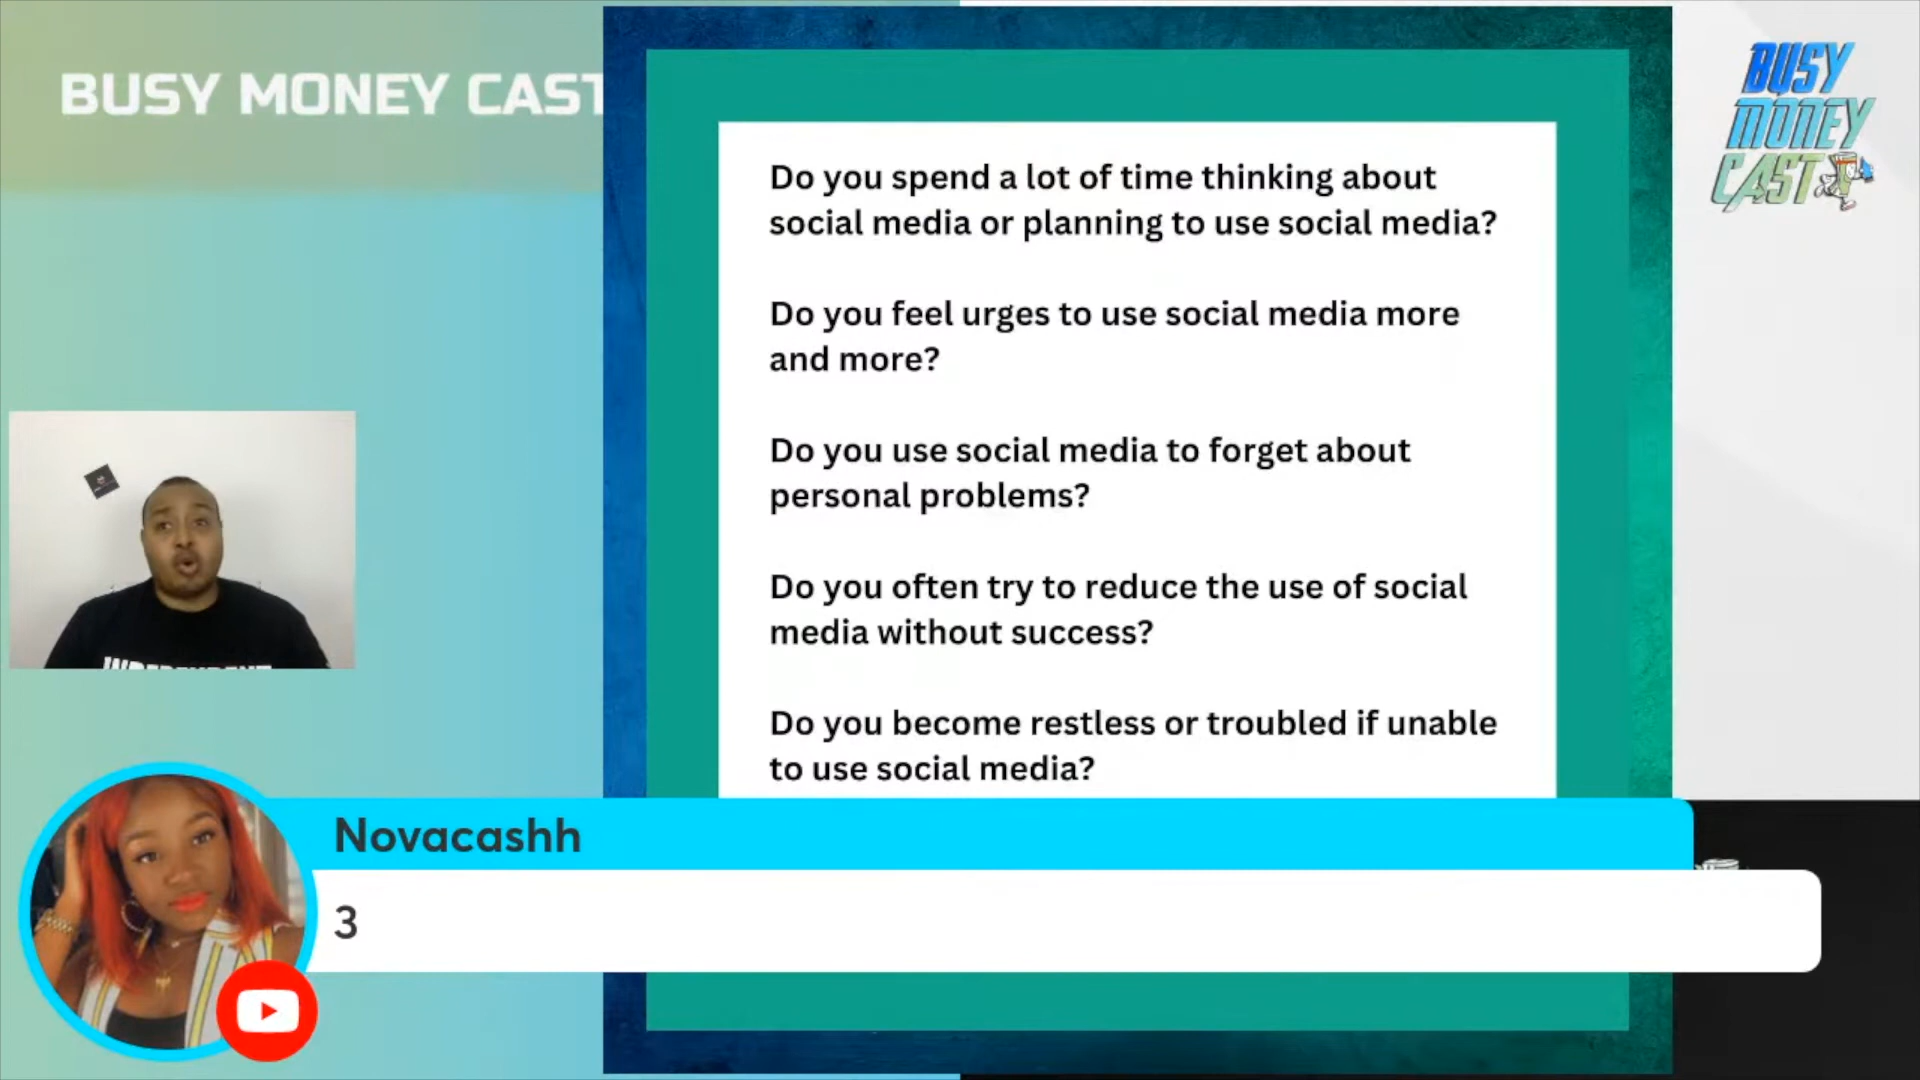 BUSY MONEY CAST
BUSY
MONEY
CAST
Do you spend a lot of time thinking about
social media or planning to use social media?
Do you feel urges to use social media more
and more?
Do you use social media to forget about
personal problems?
Do you often try to reduce the use of social
media without success?
Do you become restless or troubled if unable
to use social media?
Novacashh
3